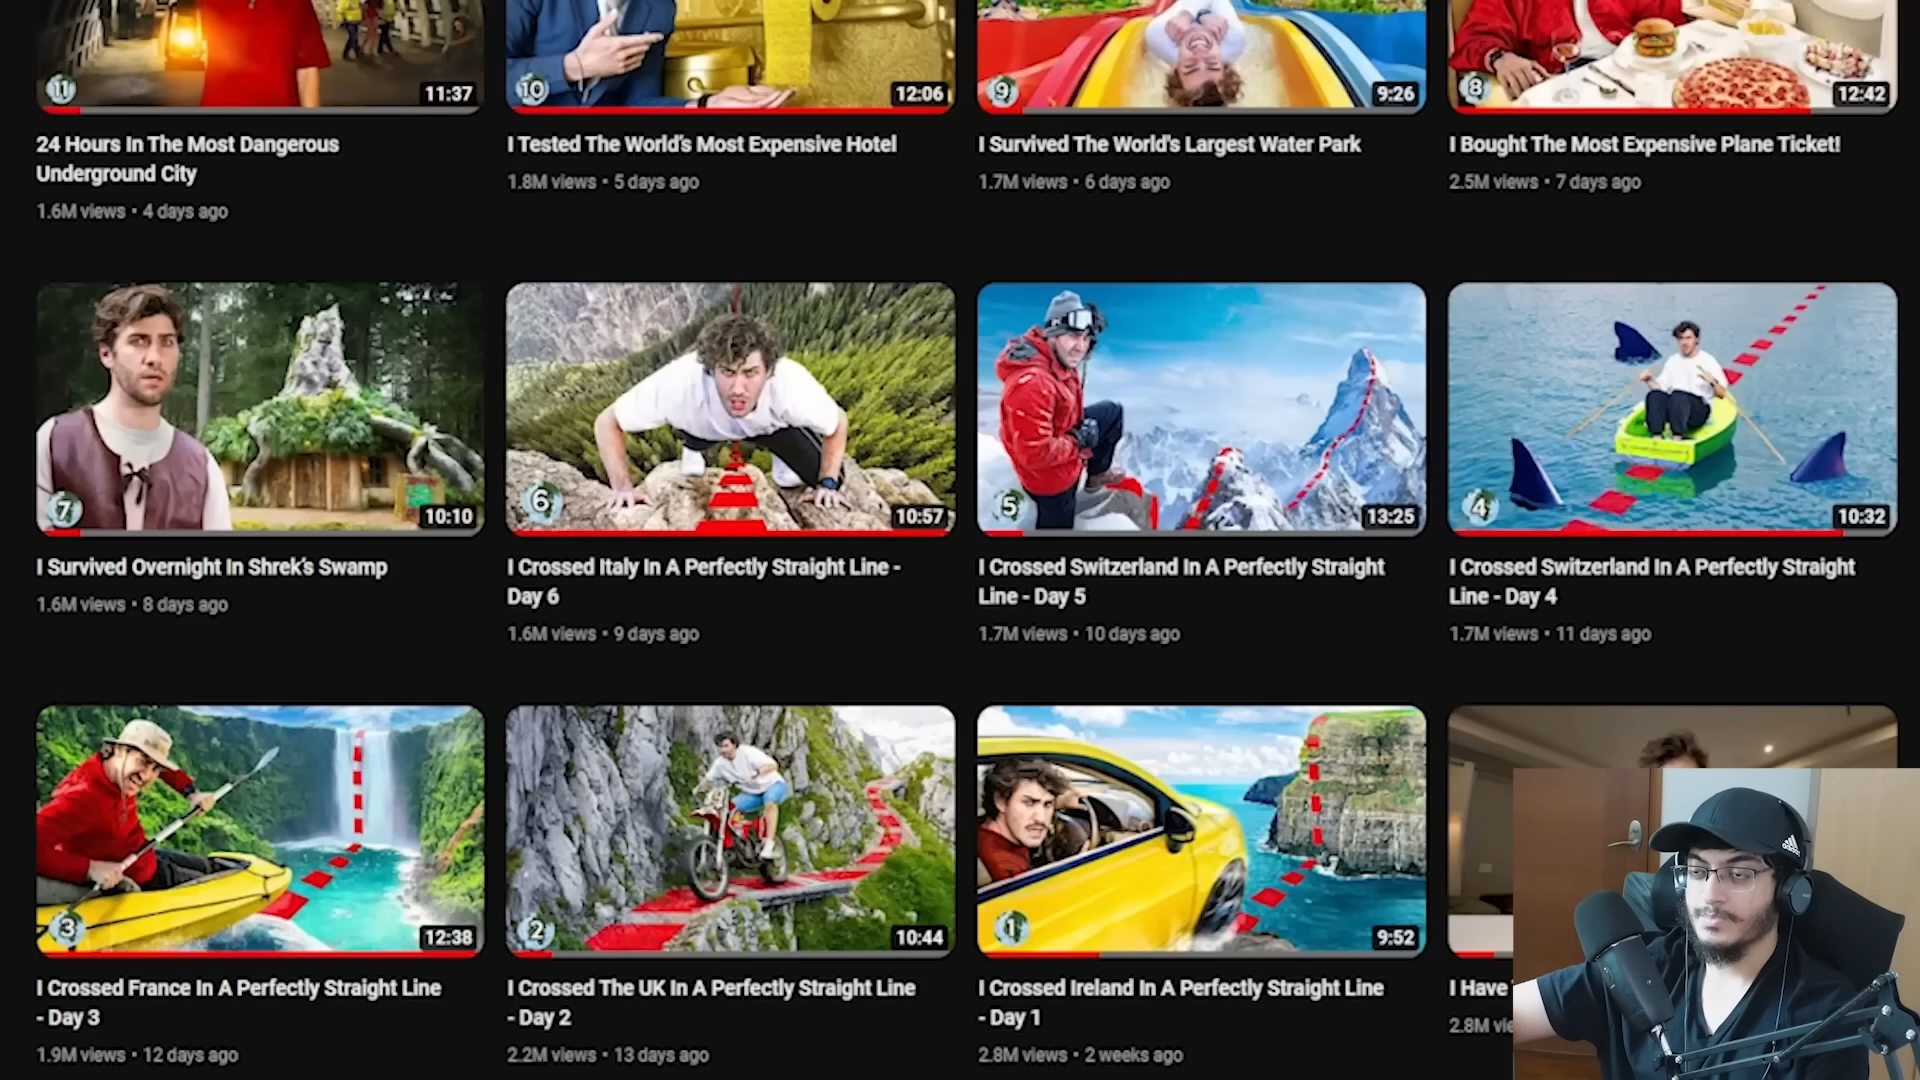 11
11:37
10
12:06
9
9:26
8
12:42
24 Hours In The Most Dangerous
Underground City
1.6M views • 4 days ago
I Tested The World's Most Expensive Hotel
1.8M views • 5 days ago
I Survived The World's Largest Water Park
1.7M views • 6 days ago
I Bought The Most Expensive Plane Ticket!
2.5M views • 7 days ago
7
10:10
6
10:57
5
13:25
4
10:32
I Survived Overnight In Shrek's Swamp
1.6M views • 8 days ago
I Crossed Italy In A Perfectly Straight Line -
Day 6
1.6M views • 9 days ago
I Crossed Switzerland In A Perfectly Straight
Line - Day 5
1.7M views • 10 days ago
I Crossed Switzerland In A Perfectly Straight
Line - Day 4
1.7M views • 11 days ago
3
12:38
2
10:44
1
9:52
I Crossed France In A Perfectly Straight Line
- Day 3
1.9M views • 12 days ago
I Crossed The UK In A Perfectly Straight Line
- Day 2
2.2M views • 13 days ago
I Crossed Ireland In A Perfectly Straight Line
- Day 1
2.8M views • 2 weeks ago
I Have
2.8M vie
adidas